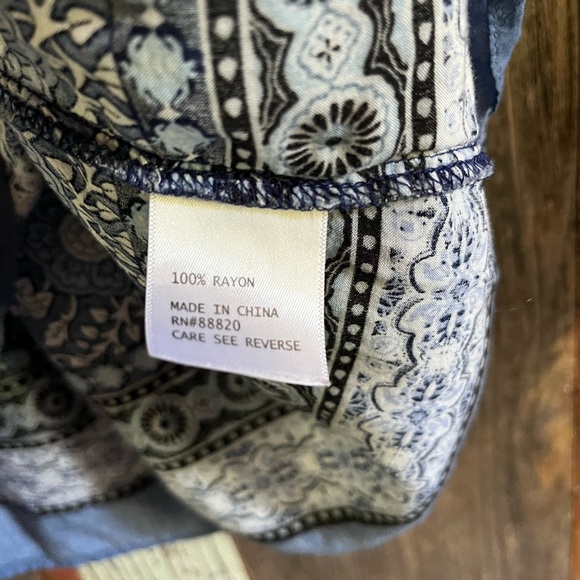 100% RAYON
MADE IN CHINA
RN#88820
CARE SEE REVERSE